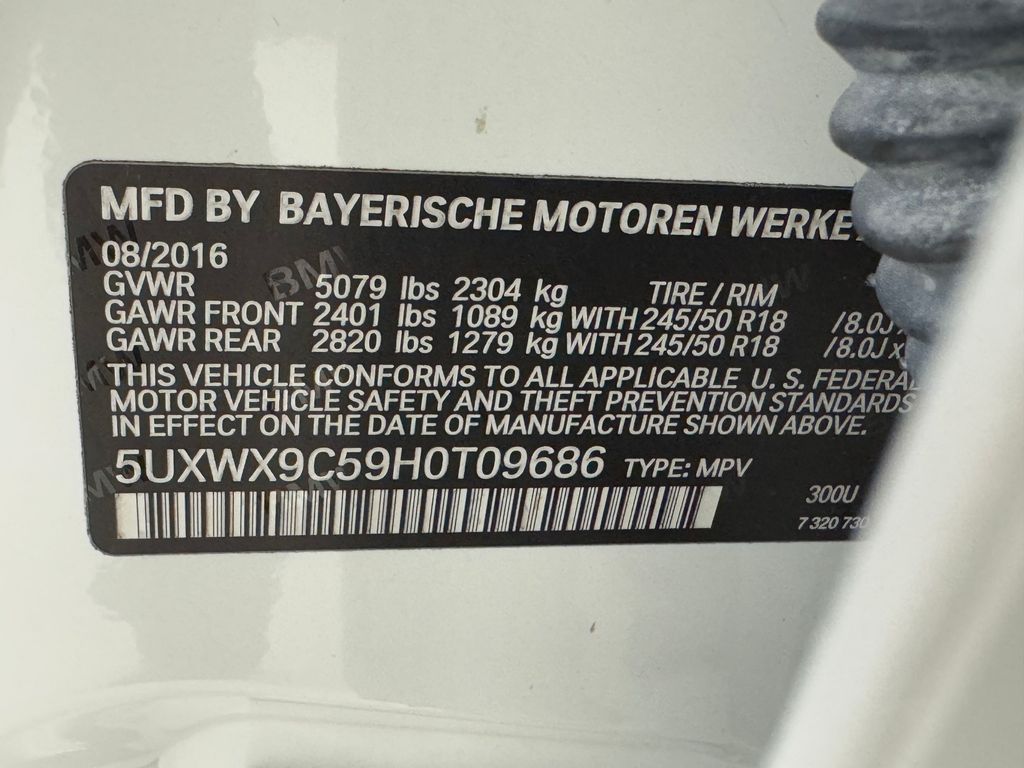 MFD BY BAYERISCHE MOTOREN WERKE
08/2016
GVWR 5079 lbs 2304 kg TIRE / RIM
GAWR FRONT 2401 lbs 1089 kg WITH 245/50 R18 /8.0J
GAWR REAR 2820 lbs 1279 kg WITH 245/50 R18 /8.0J x
THIS VEHICLE CONFORMS TO ALL APPLICABLE U. S. FEDERAL
MOTOR VEHICLE SAFETY AND THEFT PREVENTION STANDARDS
IN EFFECT ON THE DATE OF MANUFACTURE SHOWN ABOVE.
5UXWX9C59H0T09686 TYPE: MPV
300U
7 320 730